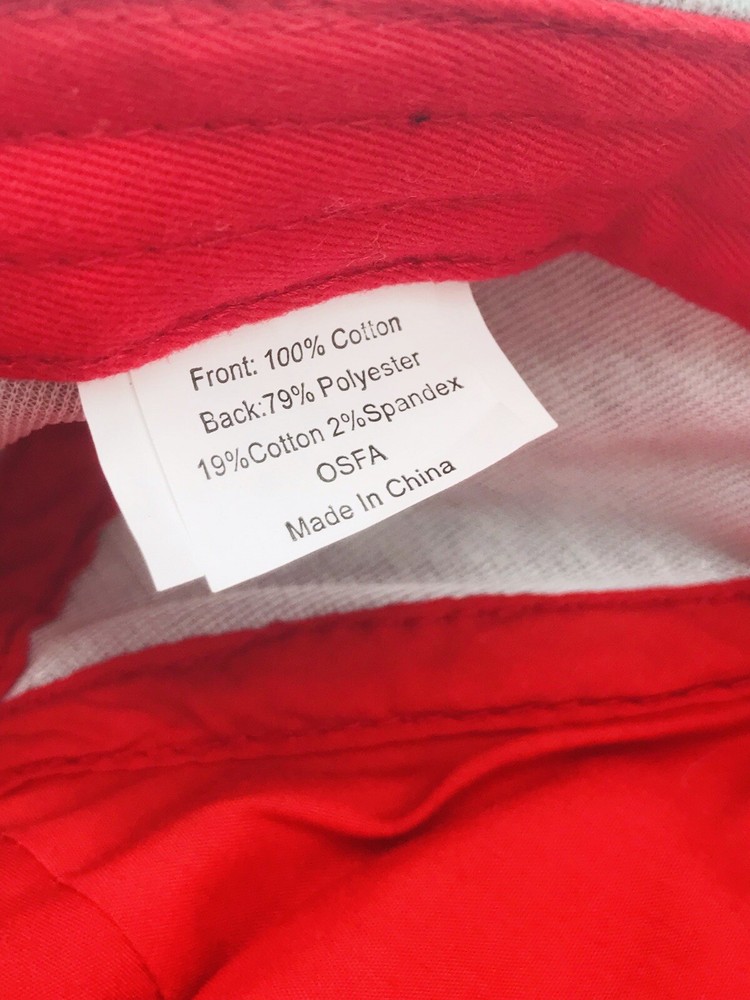 Front: 100% Cotton
Back:79% Polyester
19%Cotton 2%Spandex
OSFA
Made In China